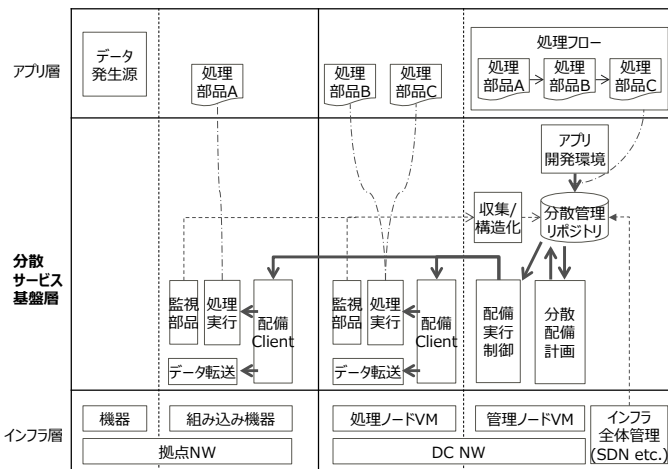 アプリ層
データ
発生源
処理
部品A
処理
部品B
処理
部品C
処理フロー
処理
部品A
処理
部品B
処理
部品C
アプリ
開発環境
収集/
構造化
分散管理
リポジトリ
分散
サービス
基盤層
監視
部品
処理
実行
配備
Client
データ転送
監視
部品
処理
実行
配備
Client
データ転送
配備
実行
制御
分散
配備
計画
インフラ層
機器
組み込み機器
処理ノードVM
管理ノードVM
インフラ
全体管理
(SDN etc.)
拠点NW
DC NW